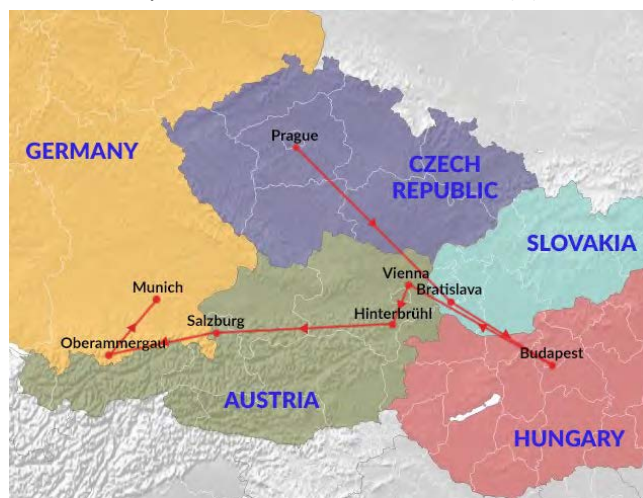 Prague
GERMANY
CZECH
REPUBLIC
SLOVAKIA
Vienna
Munich
Bratislava
Salzburg
Hinterbrühl
Oberammergau
Budapest
AUSTRIA
HUNGARY